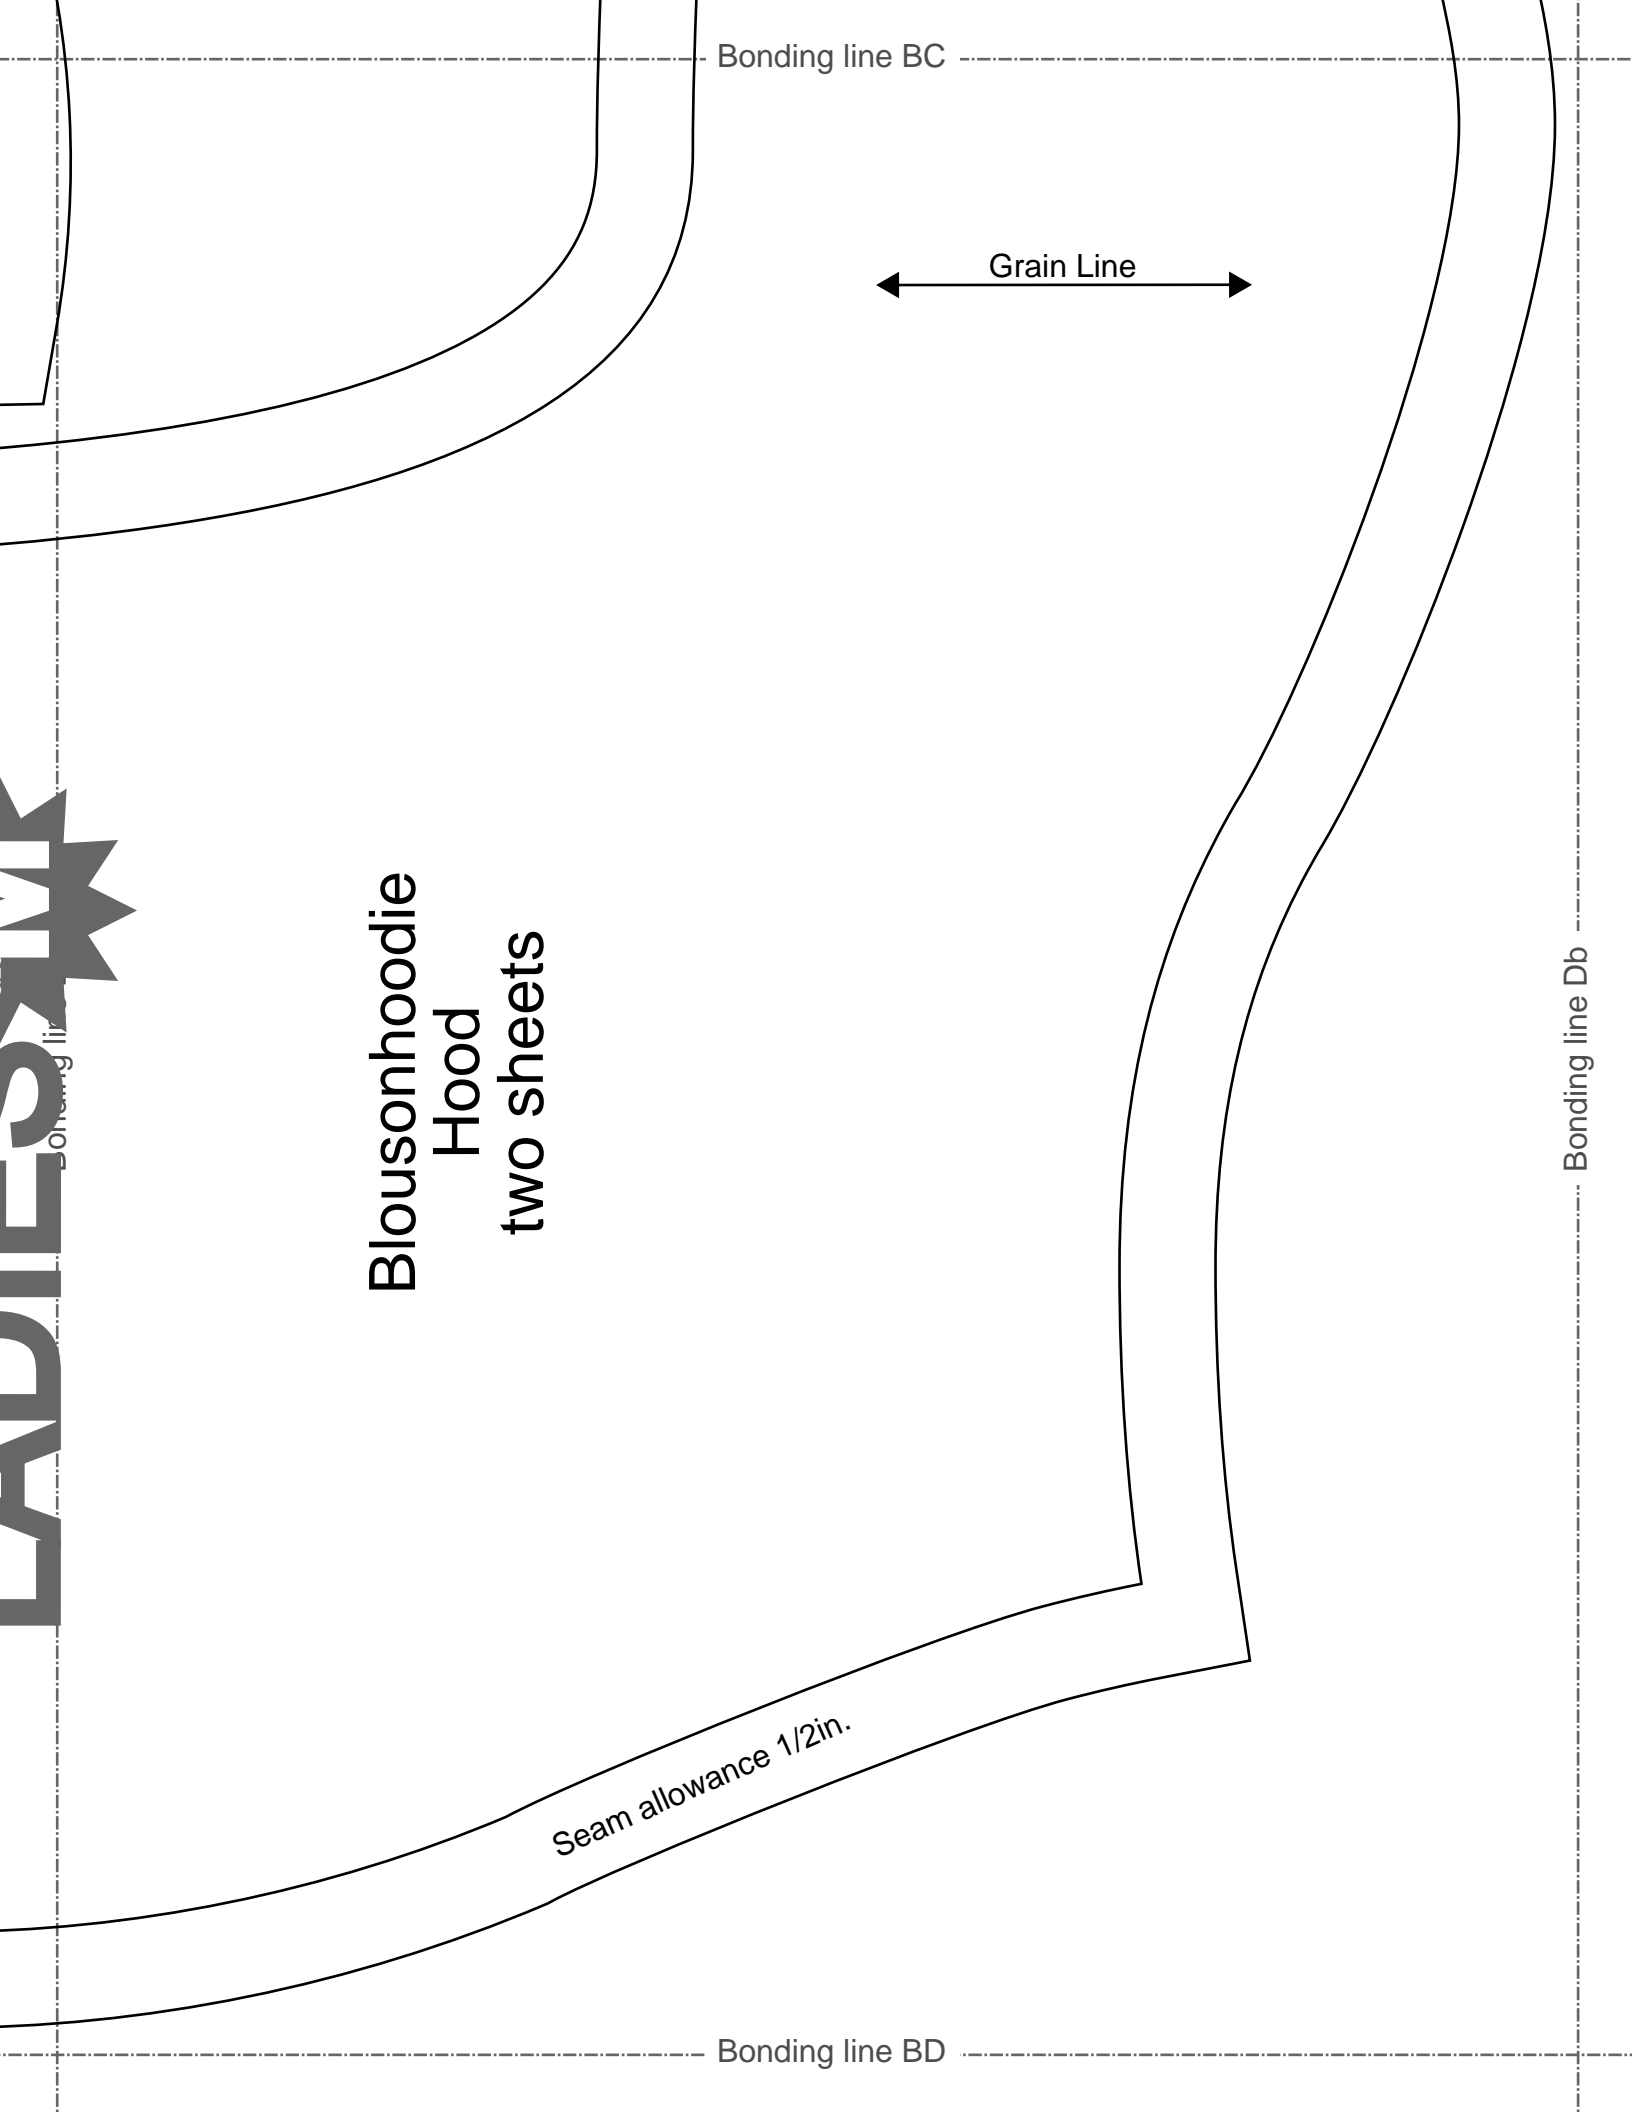 Bonding line BC
Grain Line
Blousonhoodie
Hood
two sheets
LADIES M
Bonding line Db
Seam allowance 1/2in.
Bonding line BD